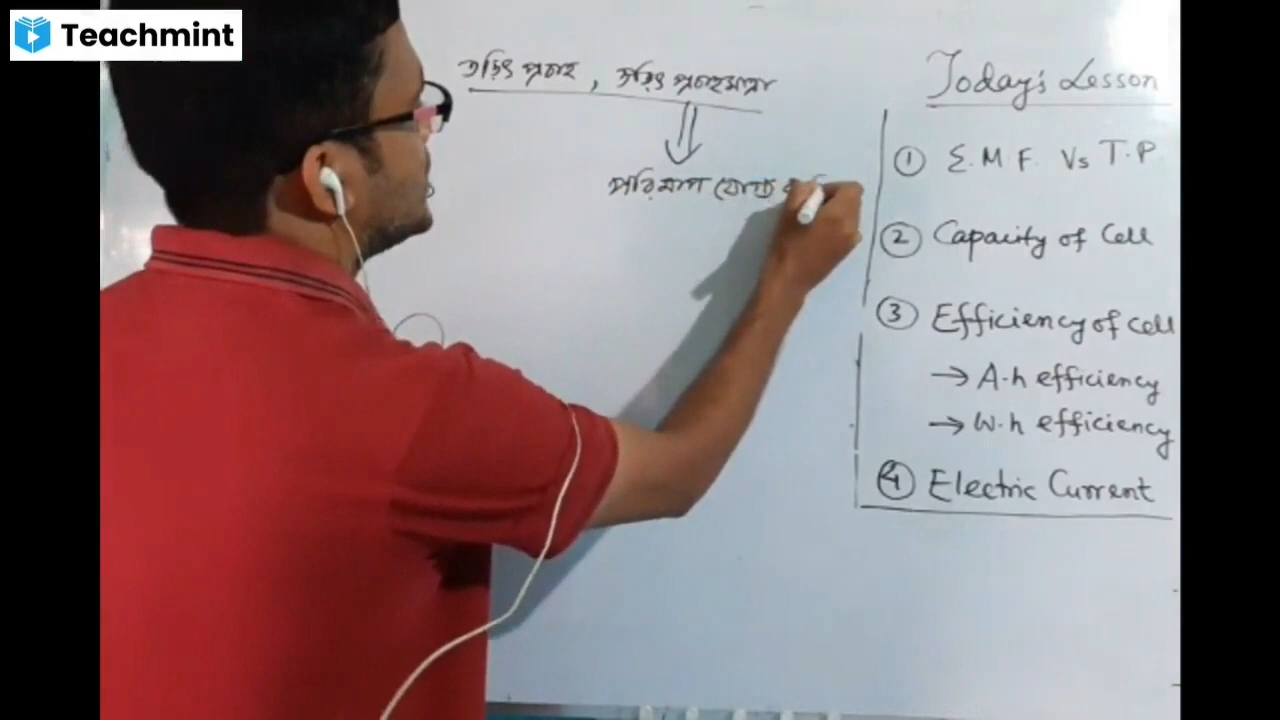 Teachmint
তড়িৎ প্রবাহ , তড়িৎ প্রবাহমাত্রা
পরিমাপ যোগ্য
Today's Lesson
① E.M F. Vs T.P
② Capacity of Cell
③ Efficiency of cell
→ A-h efficiency
→ W-h efficiency
④ Electric Current